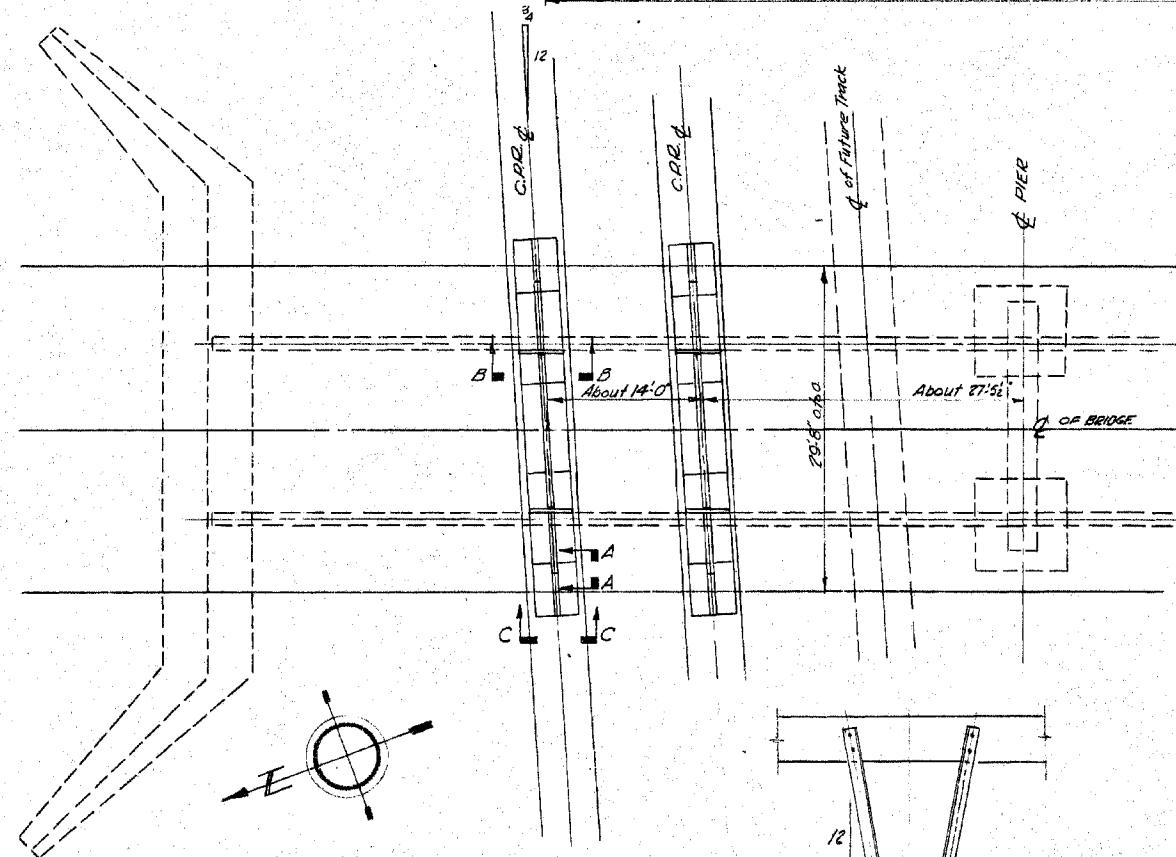 3/4
12
C.P.R. ℄
C.P.R. ℄
℄ of Future Track
℄ PIER
B B
About 14'-0"
About 27'-5½"
29'-8" o to o
℄ OF BRIDGE
A
A
C C
N
12